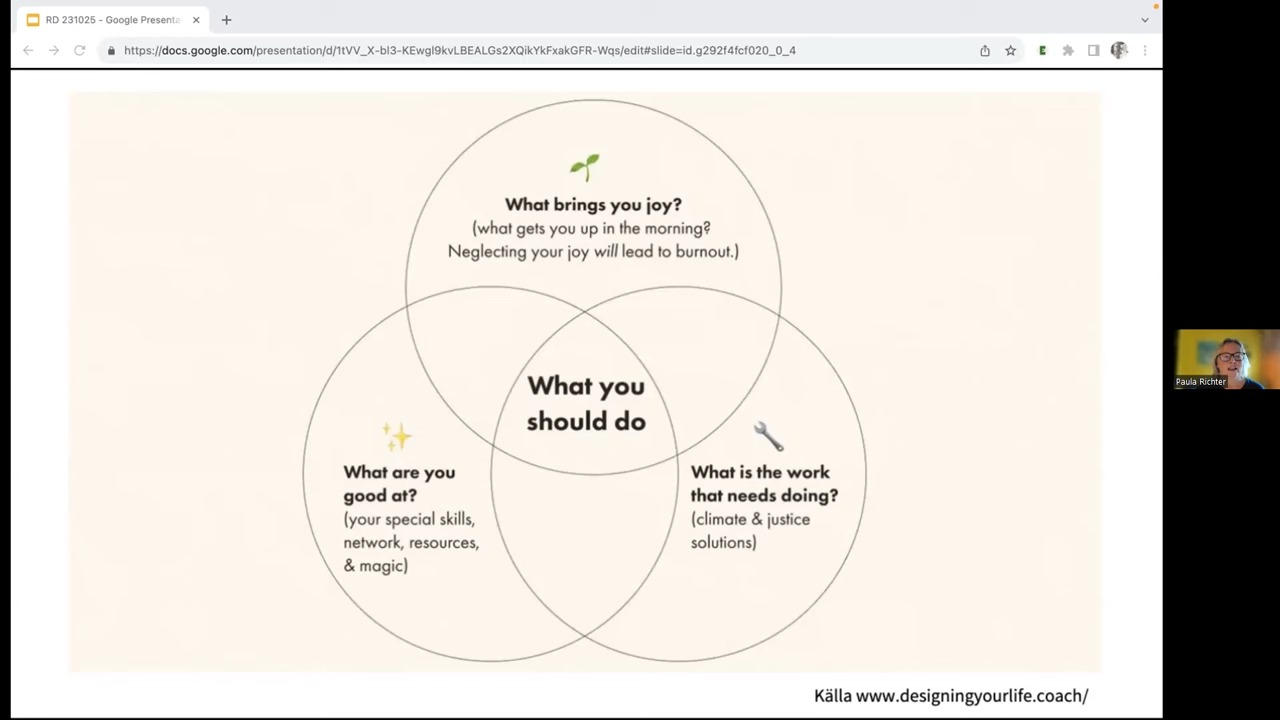 RD 231025 - Google Presenta
https://docs.google.com/presentation/d/1tVV_X-bl3-KEwgl9kvLBEALGs2XQikYkFxakGFR-Wqs/edit#slide=id.g292f4fcf020_0_4
What brings you joy?
(what gets you up in the morning?
Neglecting your joy will lead to burnout.)
What you
should do
What are you
good at?
(your special skills,
network, resources,
& magic)
What is the work
that needs doing?
(climate & justice
solutions)
Paula Richter
Källa www.designingyourlife.coach/